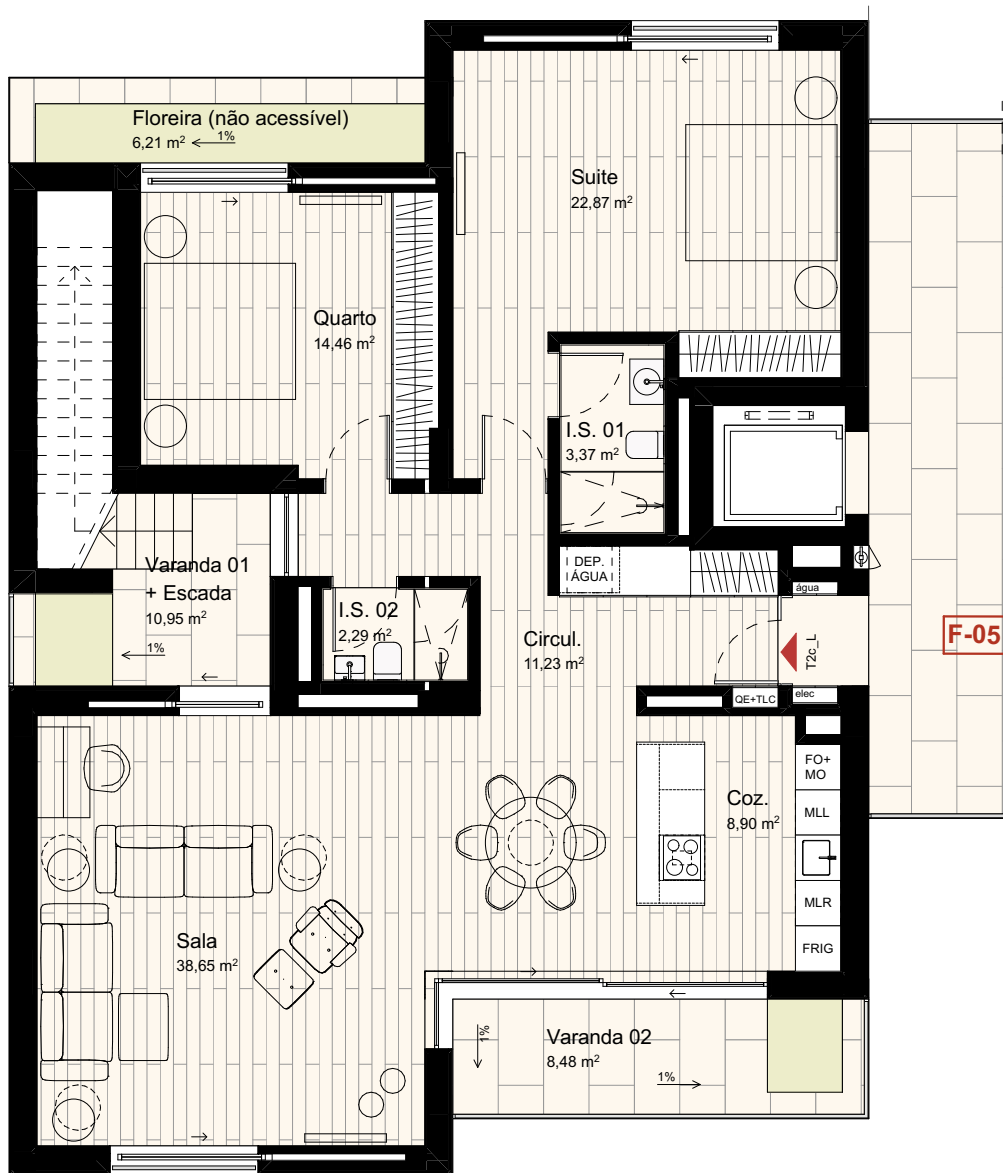 Floreira (não acessível)
6,21 m²
1%
Suite
22,87 m²
Quarto
14,46 m²
I.S. 01
3,37 m²
DEP.
ÁGUA
água
Varanda 01
+ Escada
10,95 m²
1%
I.S. 02
2,29 m²
Circul.
11,23 m²
T2c_L
F-05
QE+TLC
elec
FO+
MO
Coz.
8,90 m²
MLL
MLR
FRIG
Sala
38,65 m²
Varanda 02
8,48 m²
1%
1%